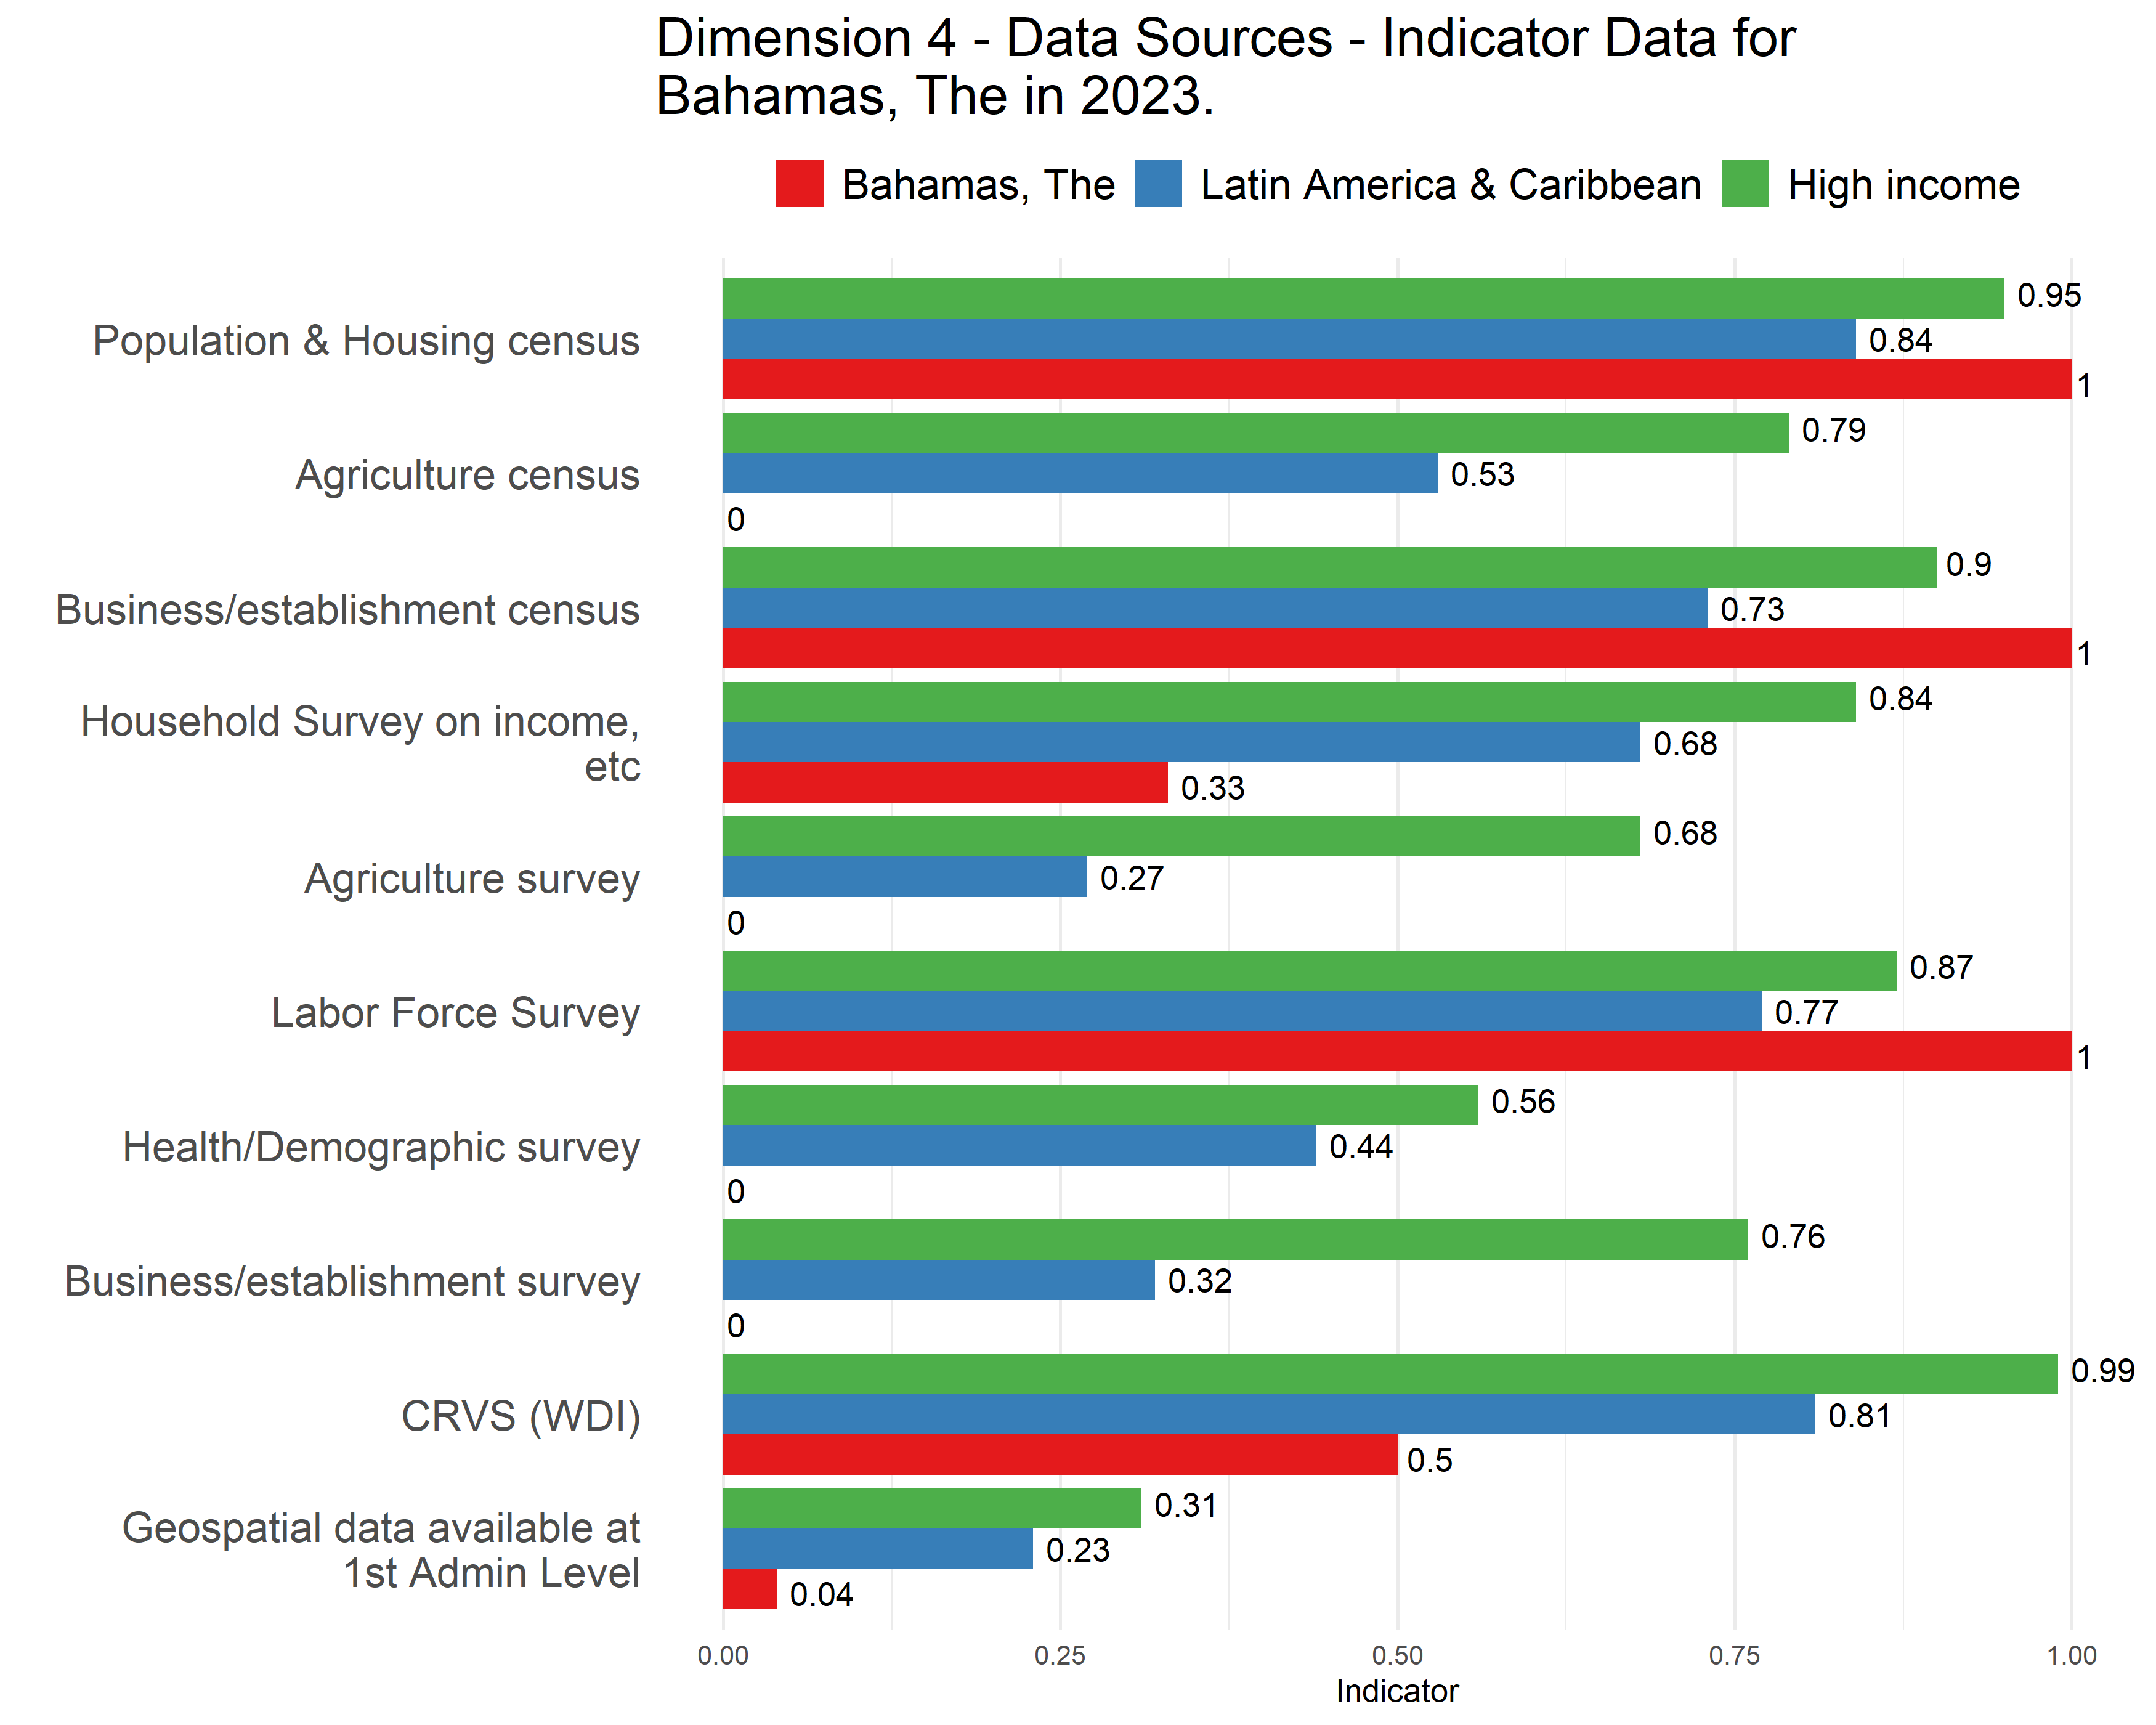 Dimension 4 - Data Sources - Indicator Data for
Bahamas, The in 2023.
Bahamas, The
Latin America & Caribbean
High income
Population & Housing census
0.95
0.84
1
Agriculture census
0.79
0.53
0
Business/establishment census
0.9
0.73
1
Household Survey on income,
etc
0.84
0.68
0.33
Agriculture survey
0.68
0.27
0
Labor Force Survey
0.87
0.77
1
Health/Demographic survey
0.56
0.44
0
Business/establishment survey
0.76
0.32
0
CRVS (WDI)
0.99
0.81
0.5
Geospatial data available at
1st Admin Level
0.31
0.23
0.04
0.00
0.25
0.50
0.75
1.00
Indicator